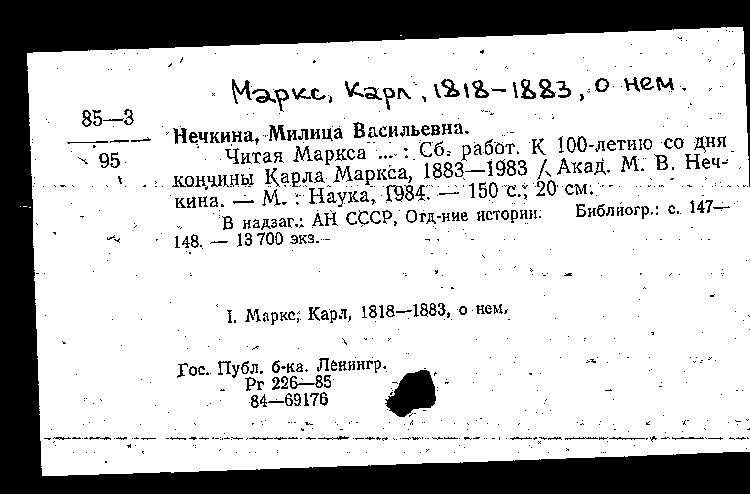 Маркс, Карл, 1818-1883, о нем.
85—3
95
Нечкина, Милица Васильевна.
Читая Маркса ... : Сб. работ. К 100-летию со дня
кончины Карла Маркса, 1883—1983 / Акад. М. В. Неч-
кина. — М. : Наука, 1984. — 150 с.; 20 см.
В надзаг.: АН СССР, Отд-ние истории. Библиогр.: с. 147—
148. — 13 700 экз.
I. Маркс, Карл, 1818—1883, о нем.
Гос. Публ. б-ка. Ленингр.
Рг 226—85
84—69176